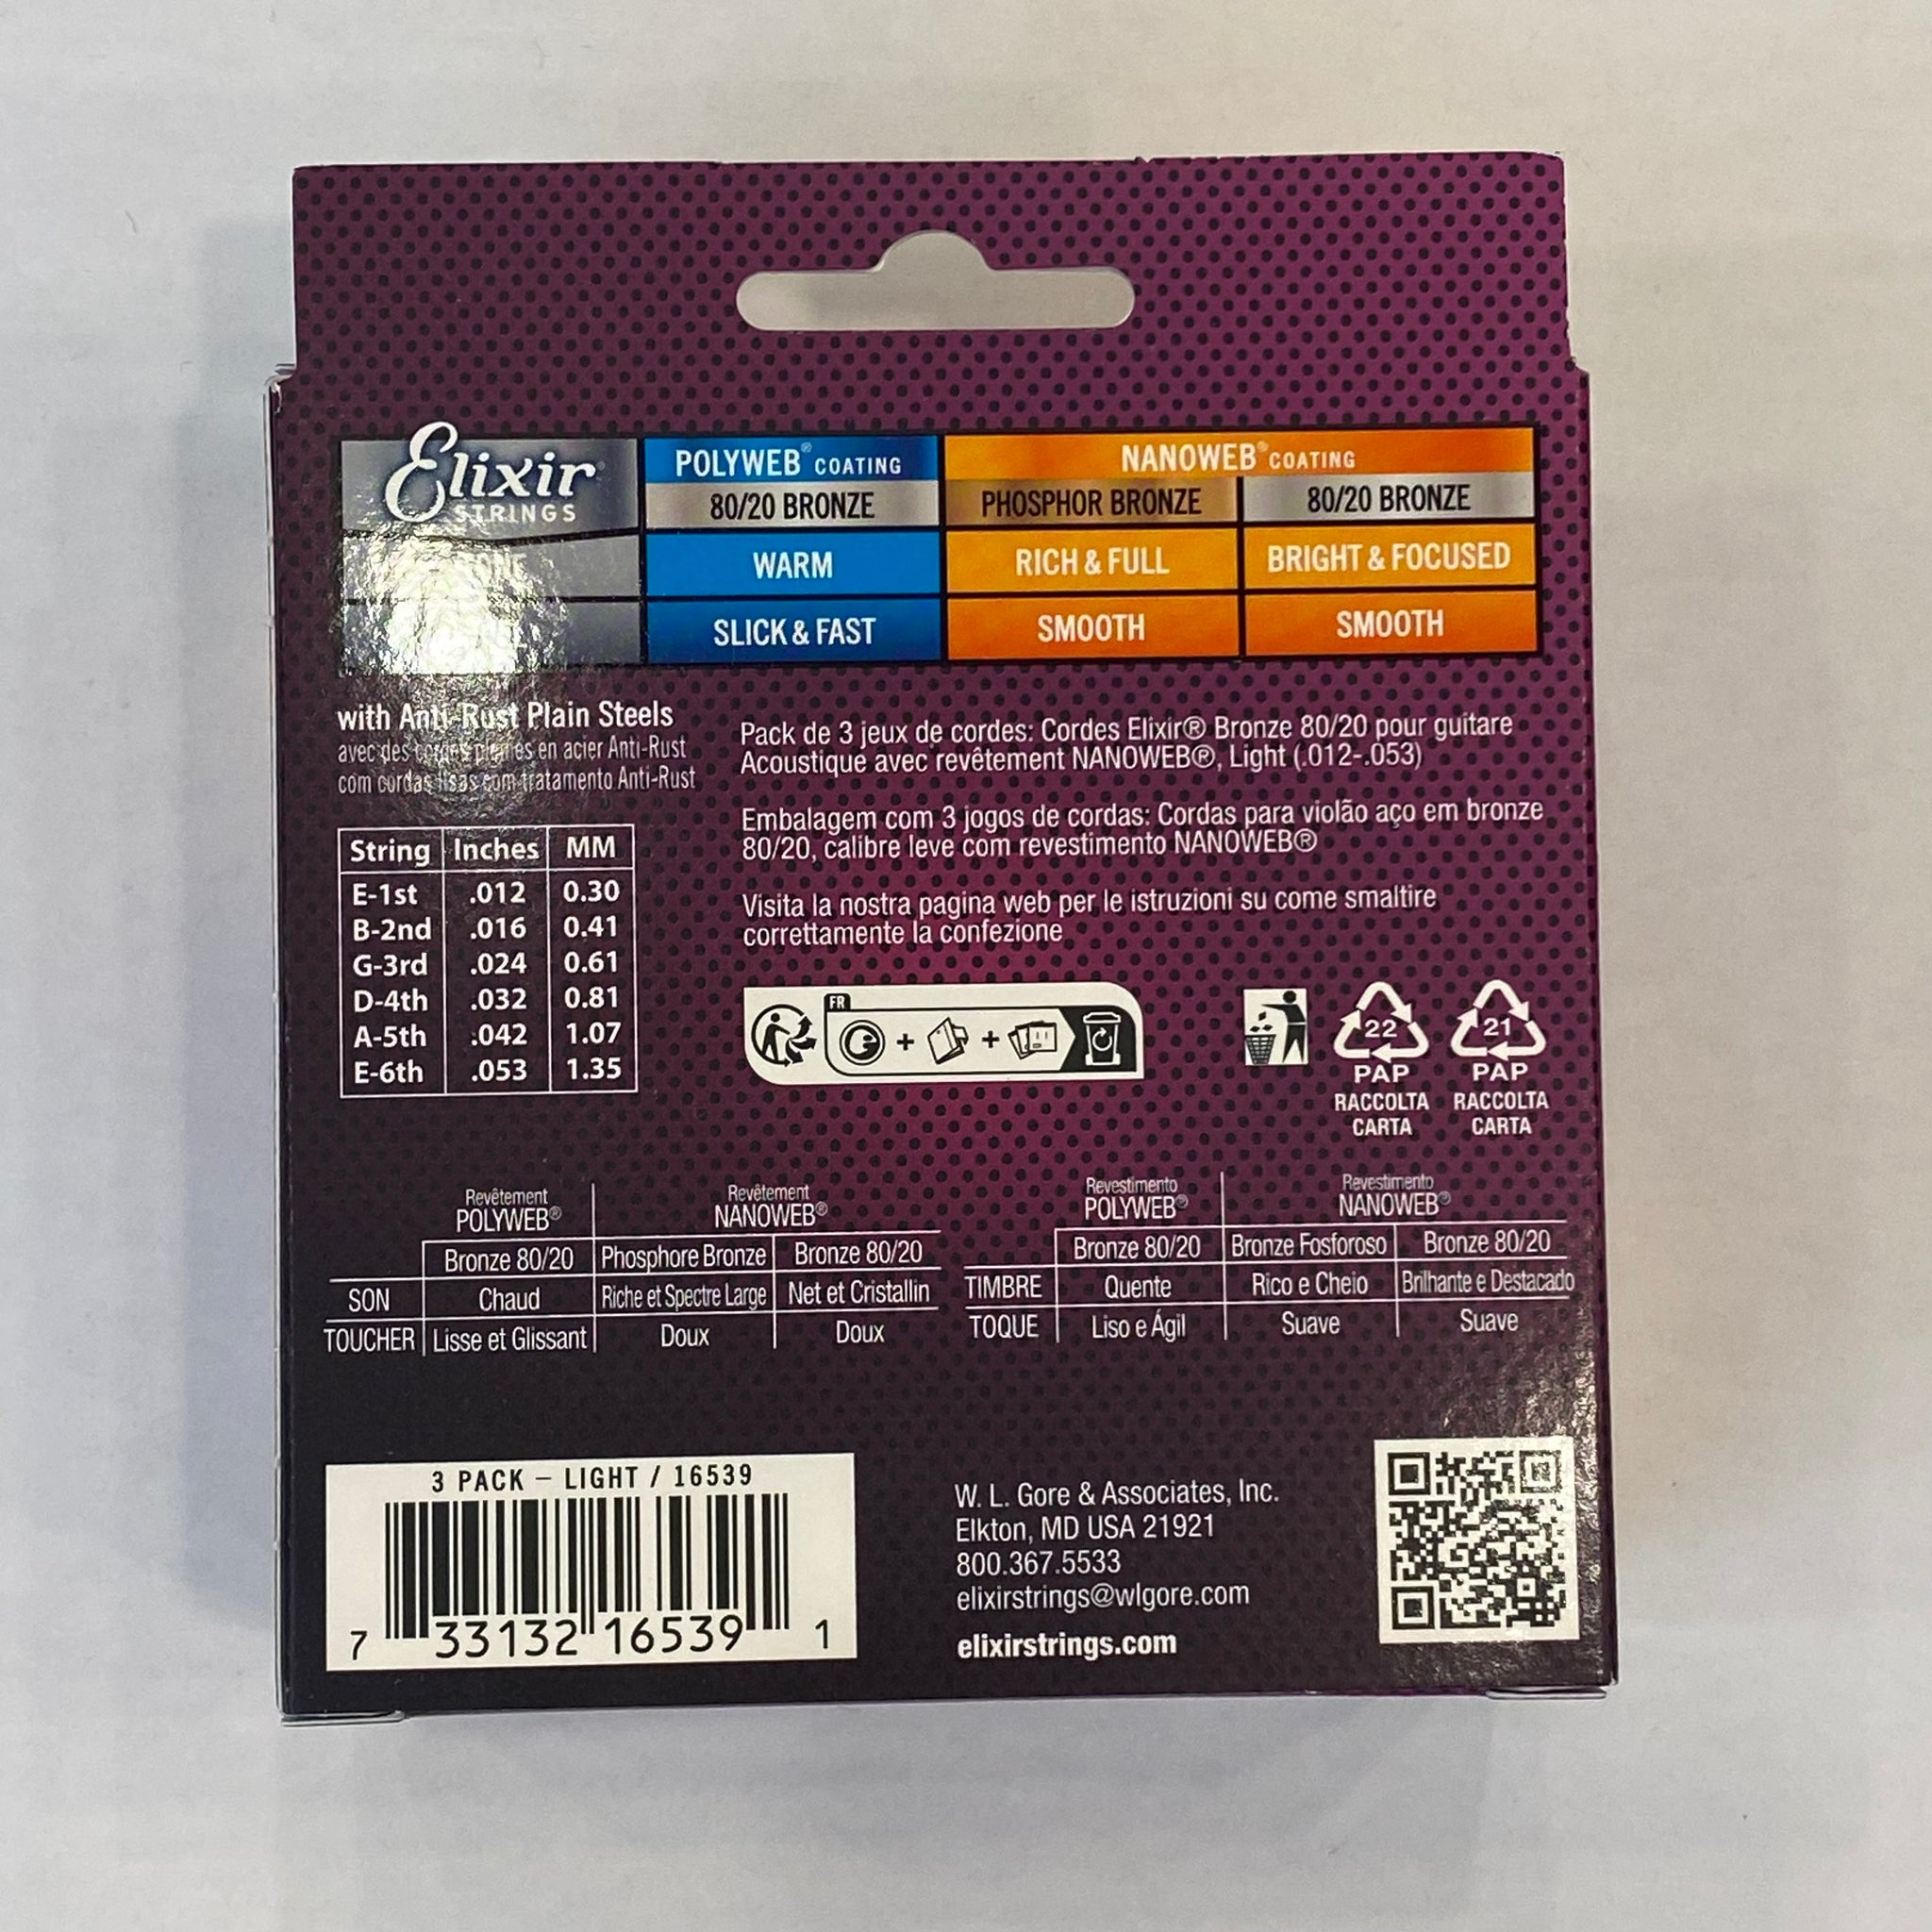 Elixir®
STRINGS
POLYWEB® COATING
NANOWEB® COATING
80/20 BRONZE
PHOSPHOR BRONZE
80/20 BRONZE
WARM
RICH & FULL
BRIGHT & FOCUSED
SLICK & FAST
SMOOTH
SMOOTH
with Anti-Rust Plain Steels
avec des cordes pleines en acier Anti-Rust
com cordas lisas com tratamento Anti-Rust
String Inches MM
E-1st .012 0.30
B-2nd .016 0.41
G-3rd .024 0.61
D-4th .032 0.81
A-5th .042 1.07
E-6th .053 1.35
Pack de 3 jeux de cordes: Cordes Elixir® Bronze 80/20 pour guitare
Acoustique avec revêtement NANOWEB®, Light (.012-.053)
Embalagem com 3 jogos de cordas: Cordas para violão aço em bronze
80/20, calibre leve com revestimento NANOWEB®
Visita la nostra pagina web per le istruzioni su come smaltire
correttamente la confezione
FR
+ +
22
PAP
RACCOLTA
CARTA
21
PAP
RACCOLTA
CARTA
Revêtement
POLYWEB®
Revêtement
NANOWEB®
Bronze 80/20 Phosphore Bronze Bronze 80/20
SON Chaud Riche et Spectre Large Net et Cristallin
TOUCHER Lisse et Glissant Doux Doux
Revestimento
POLYWEB®
Revestimento
NANOWEB®
Bronze 80/20 Bronze Fosforoso Bronze 80/20
TIMBRE Quente Rico e Cheio Brilhante e Destacado
TOQUE Liso e Ágil Suave Suave
3 PACK – LIGHT / 16539
7 33132 16539 1
W. L. Gore & Associates, Inc.
Elkton, MD USA 21921
800.367.5533
elixirstrings@wlgore.com
elixirstrings.com